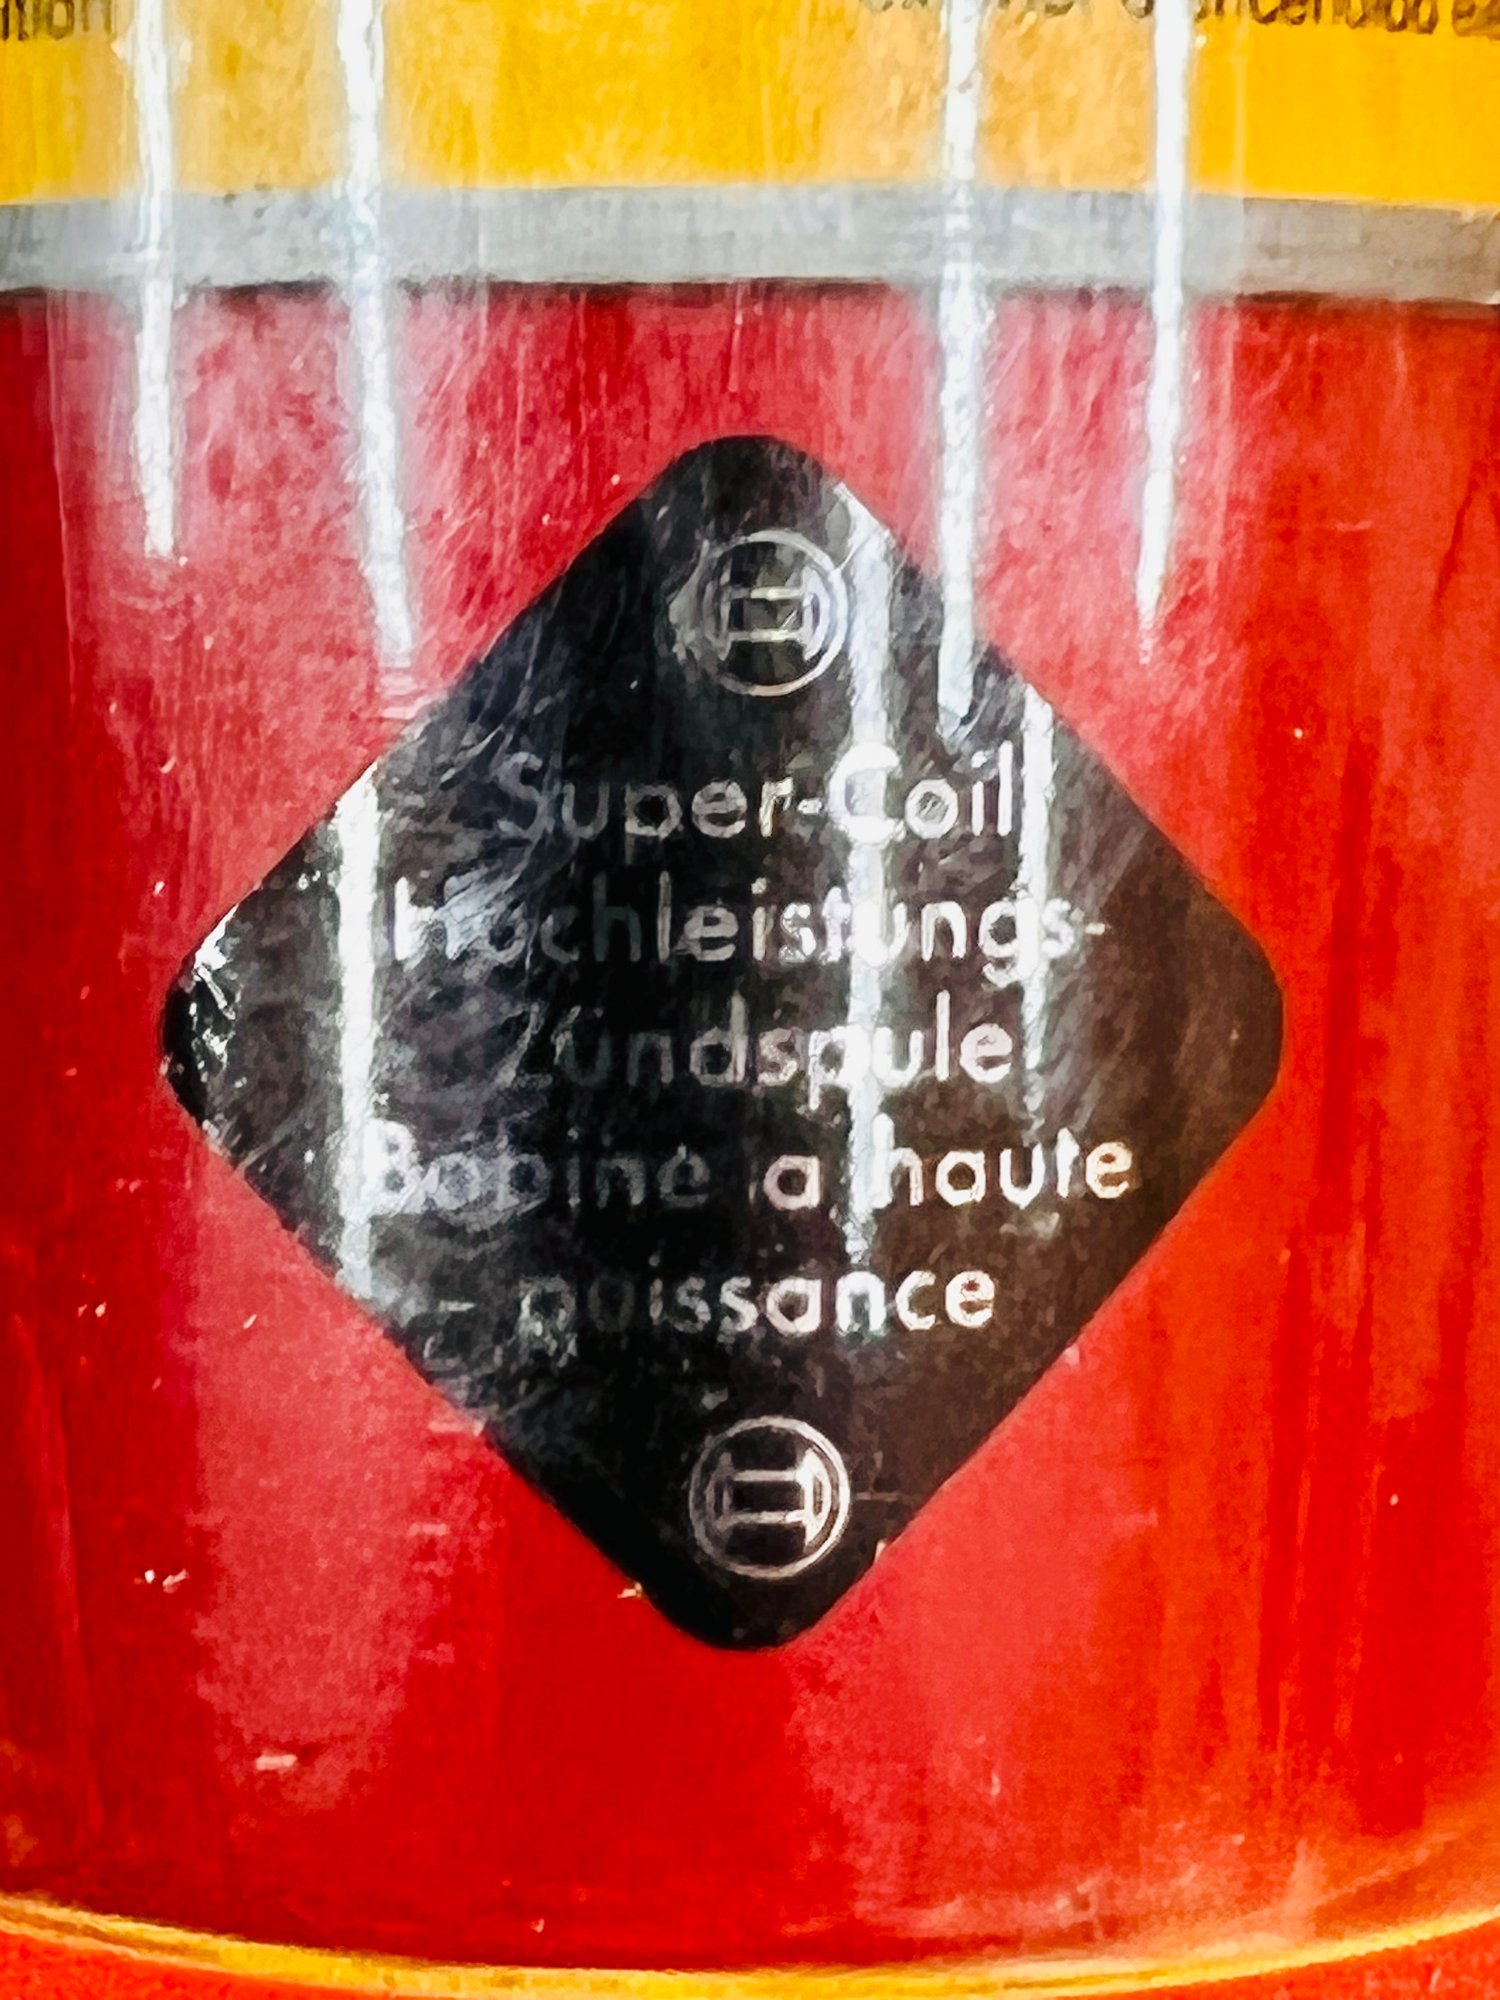 Super-Coil
Hochleistungs-
Zündspule
Bobine a haute
puissance